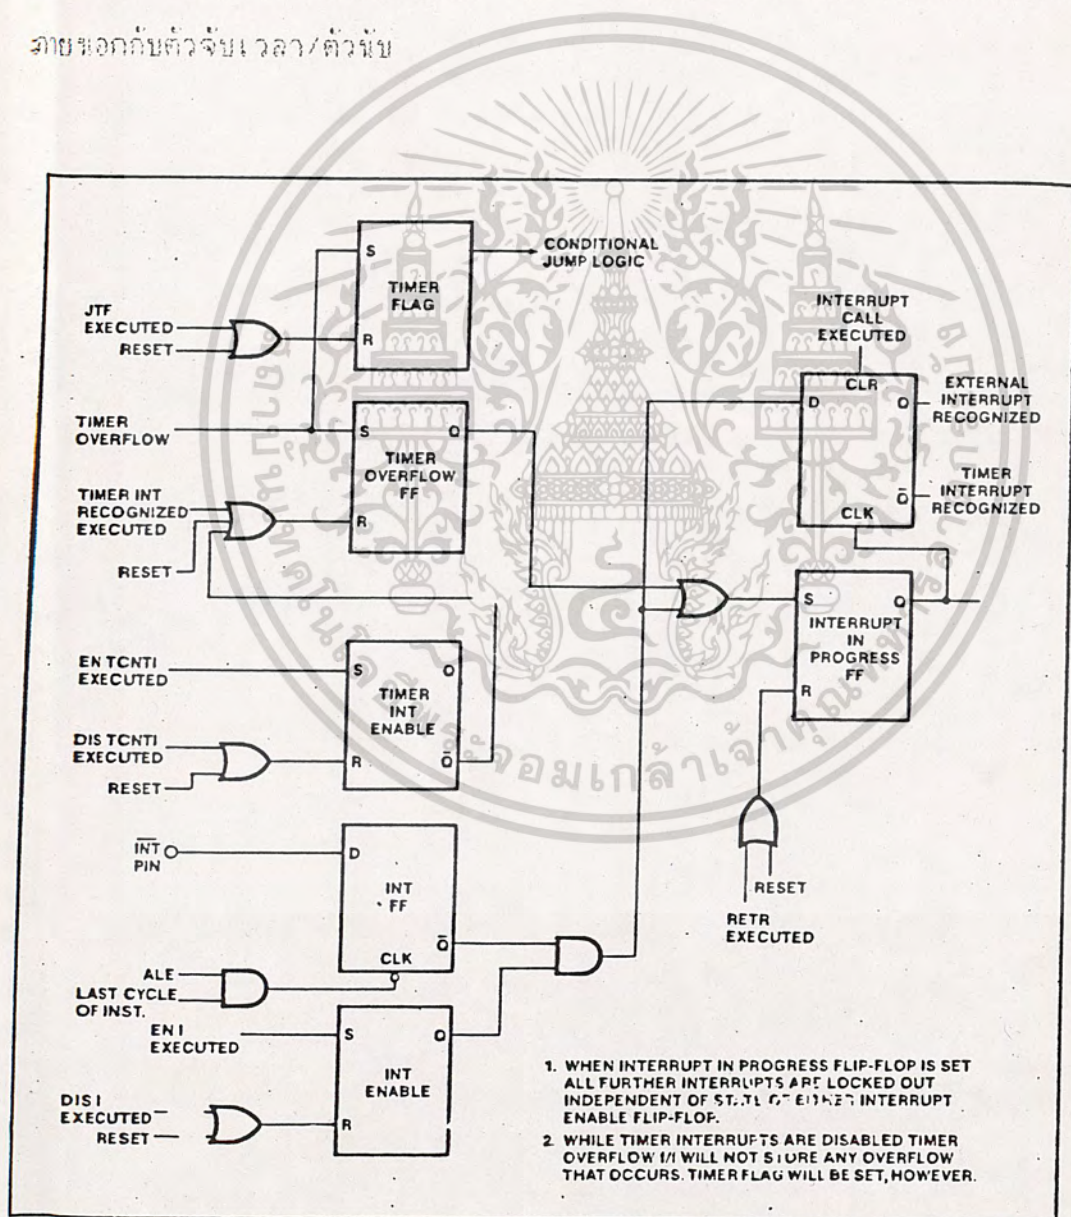 ภายนอกกับตัวจับเวลา/ตัวนับ
S
TIMER
FLAG
R
CONDITIONAL
JUMP LOGIC
JTF
EXECUTED
RESET
INTERRUPT
CALL
EXECUTED
CLR
D
Q
EXTERNAL
INTERRUPT
RECOGNIZED
Q̅
TIMER
INTERRUPT
RECOGNIZED
CLK
TIMER
OVERFLOW
S
Q
TIMER
OVERFLOW
FF
R
TIMER INT
RECOGNIZED
EXECUTED
RESET
S
Q
INTERRUPT
IN
PROGRESS
FF
R
EN TCNTI
EXECUTED
S
Q
TIMER
INT
ENABLE
R
Q̅
DIS TCNTI
EXECUTED
RESET
I̅N̅T̅
PIN
D
INT
FF
Q̅
CLK
RESET
RETR
EXECUTED
ALE
LAST CYCLE
OF INST.
EN I
EXECUTED
S
Q
INT
ENABLE
R
DIS I
EXECUTED
RESET
1. WHEN INTERRUPT IN PROGRESS FLIP-FLOP IS SET
ALL FURTHER INTERRUPTS ARE LOCKED OUT
INDEPENDENT OF STATE OF EITHER INTERRUPT
ENABLE FLIP-FLOP.
2. WHILE TIMER INTERRUPTS ARE DISABLED TIMER
OVERFLOW WILL NOT STORE ANY OVERFLOW
THAT OCCURS. TIMER FLAG WILL BE SET, HOWEVER.